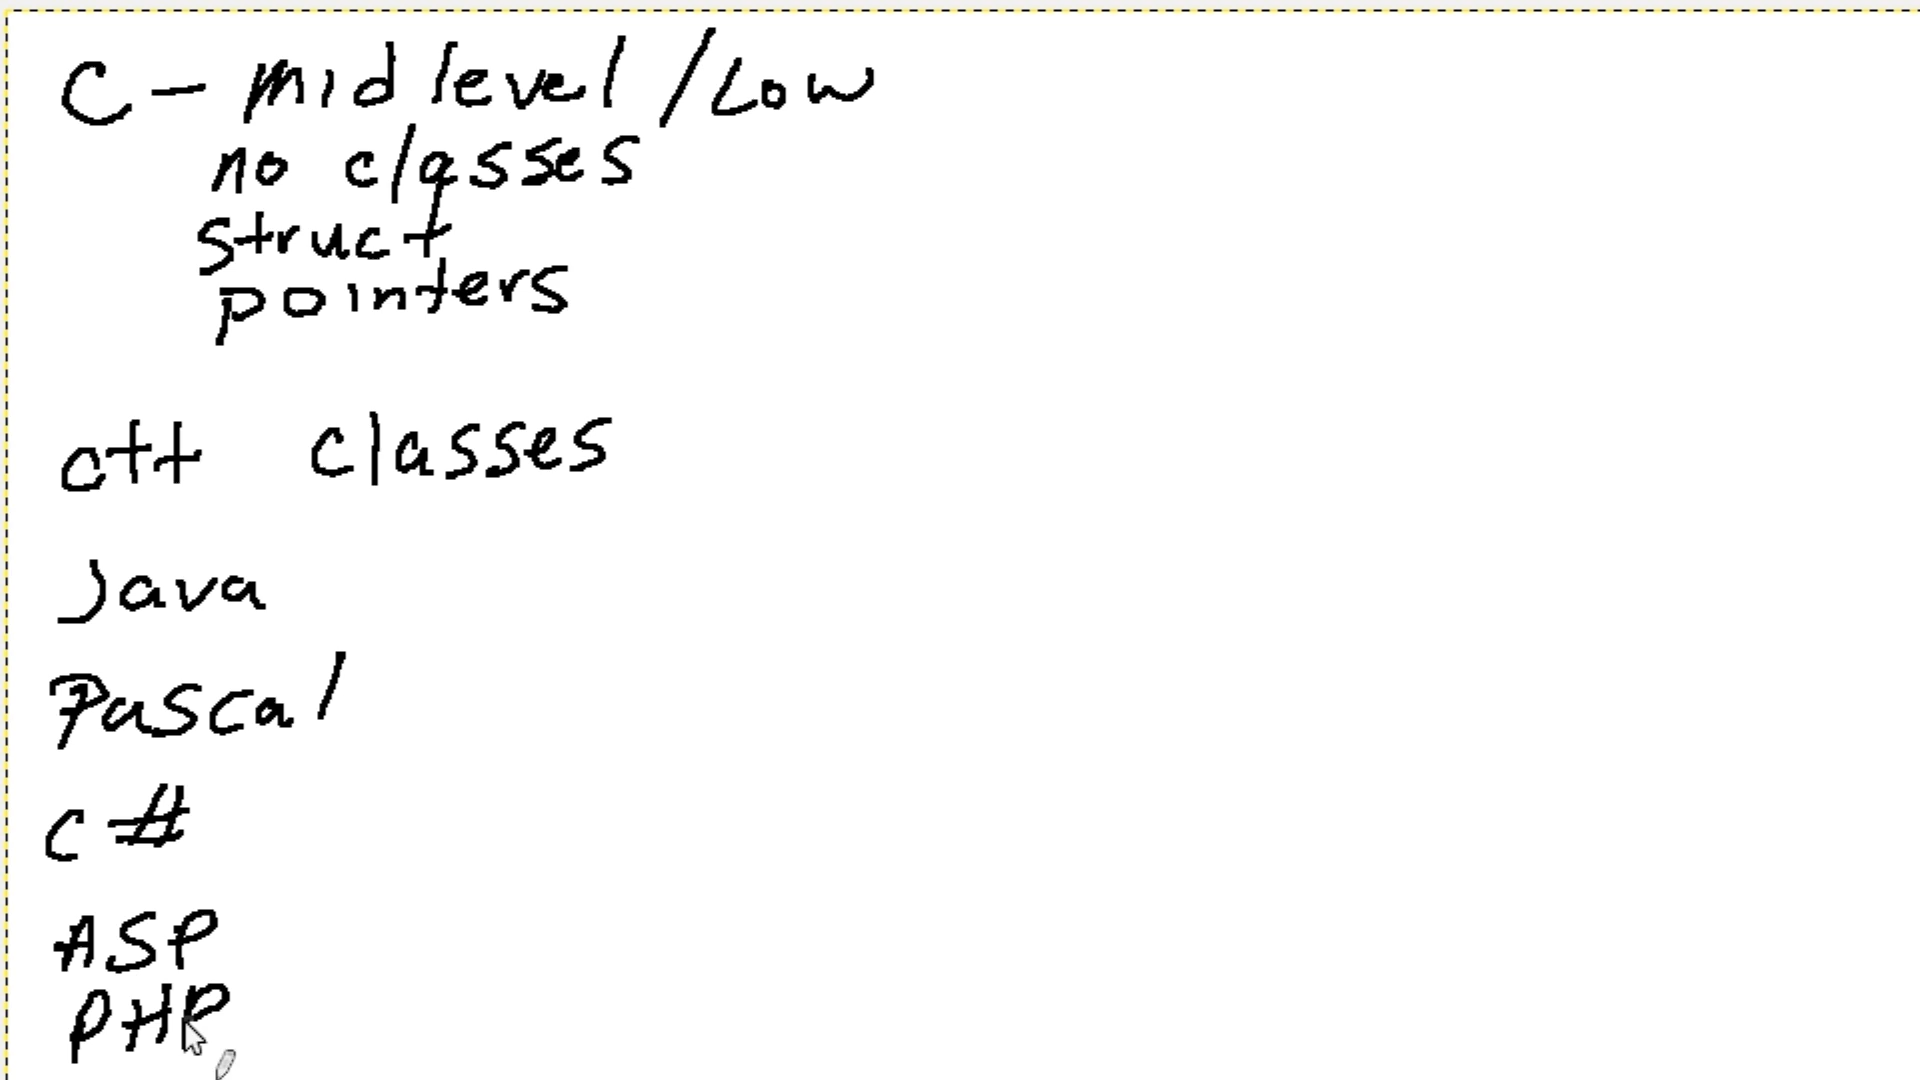 C - mid level / Low
no classes
struct
pointers
c++ classes
Java
Pascal
c#
ASP
PHP